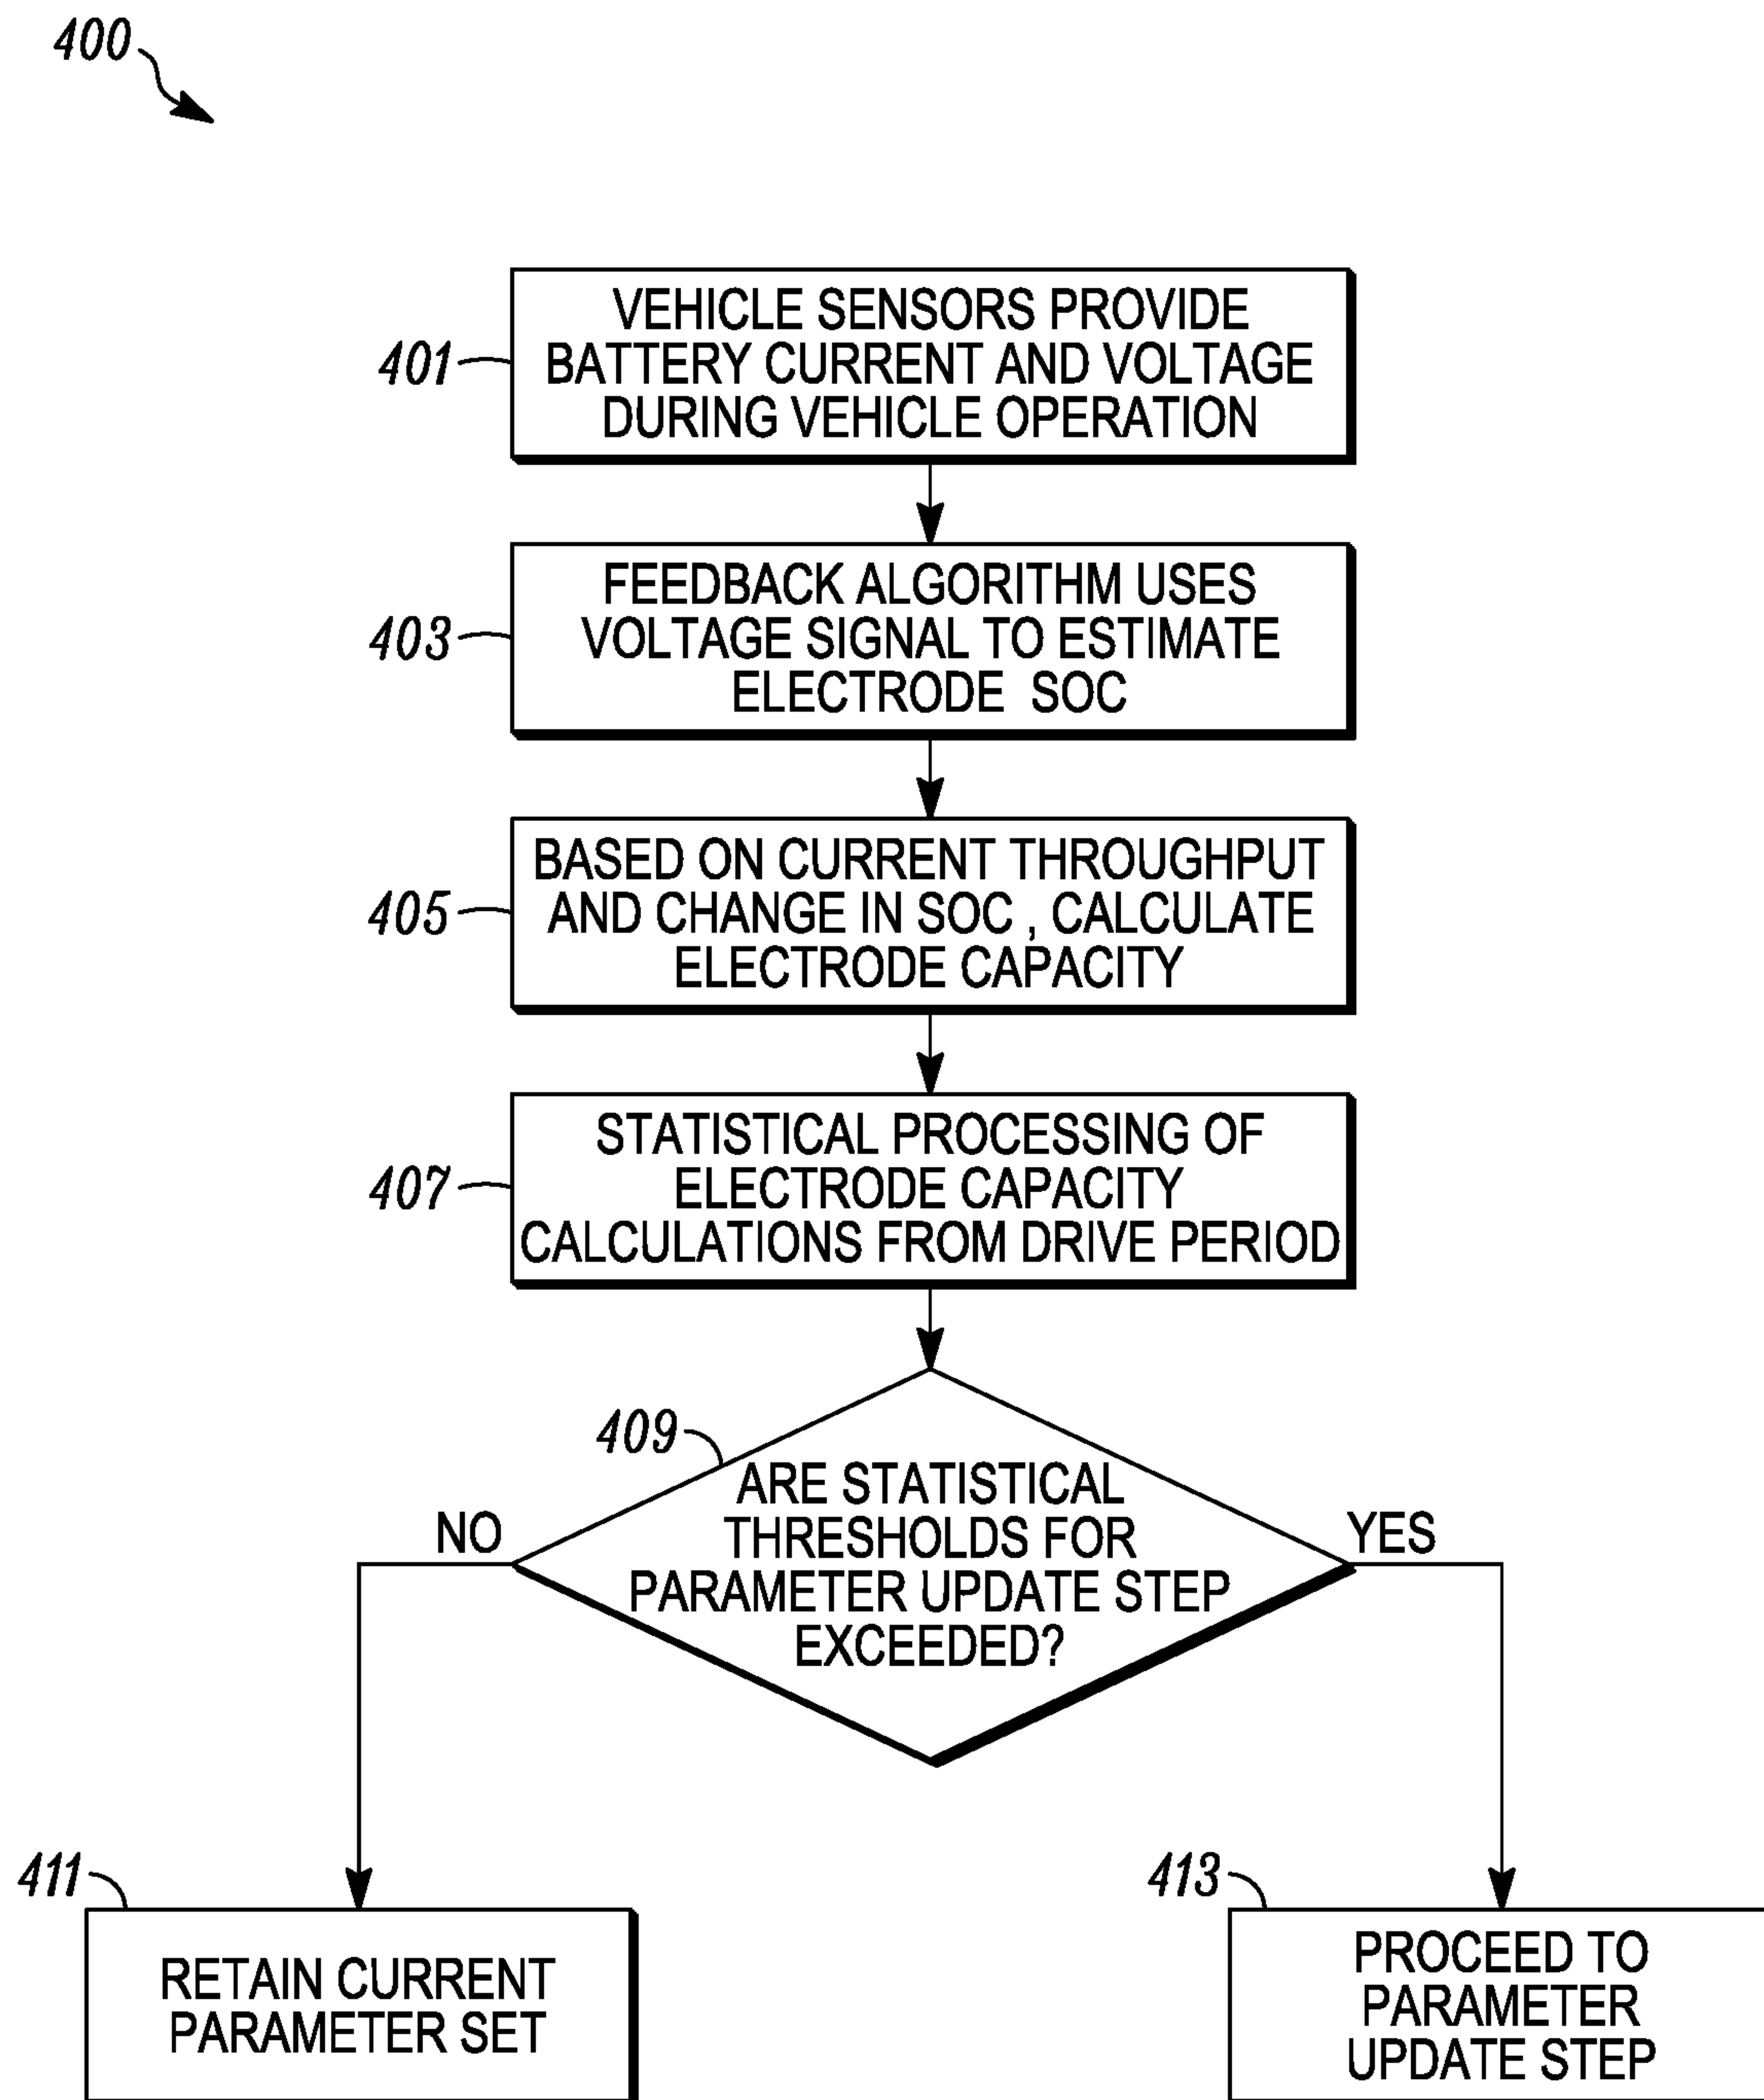 400
401
VEHICLE SENSORS PROVIDE
BATTERY CURRENT AND VOLTAGE
DURING VEHICLE OPERATION
403
FEEDBACK ALGORITHM USES
VOLTAGE SIGNAL TO ESTIMATE
ELECTRODE SOC
405
BASED ON CURRENT THROUGHPUT
AND CHANGE IN SOC , CALCULATE
ELECTRODE CAPACITY
407
STATISTICAL PROCESSING OF
ELECTRODE CAPACITY
CALCULATIONS FROM DRIVE PERIOD
409
ARE STATISTICAL
THRESHOLDS FOR
PARAMETER UPDATE STEP
EXCEEDED?
NO
YES
411
RETAIN CURRENT
PARAMETER SET
413
PROCEED TO
PARAMETER
UPDATE STEP